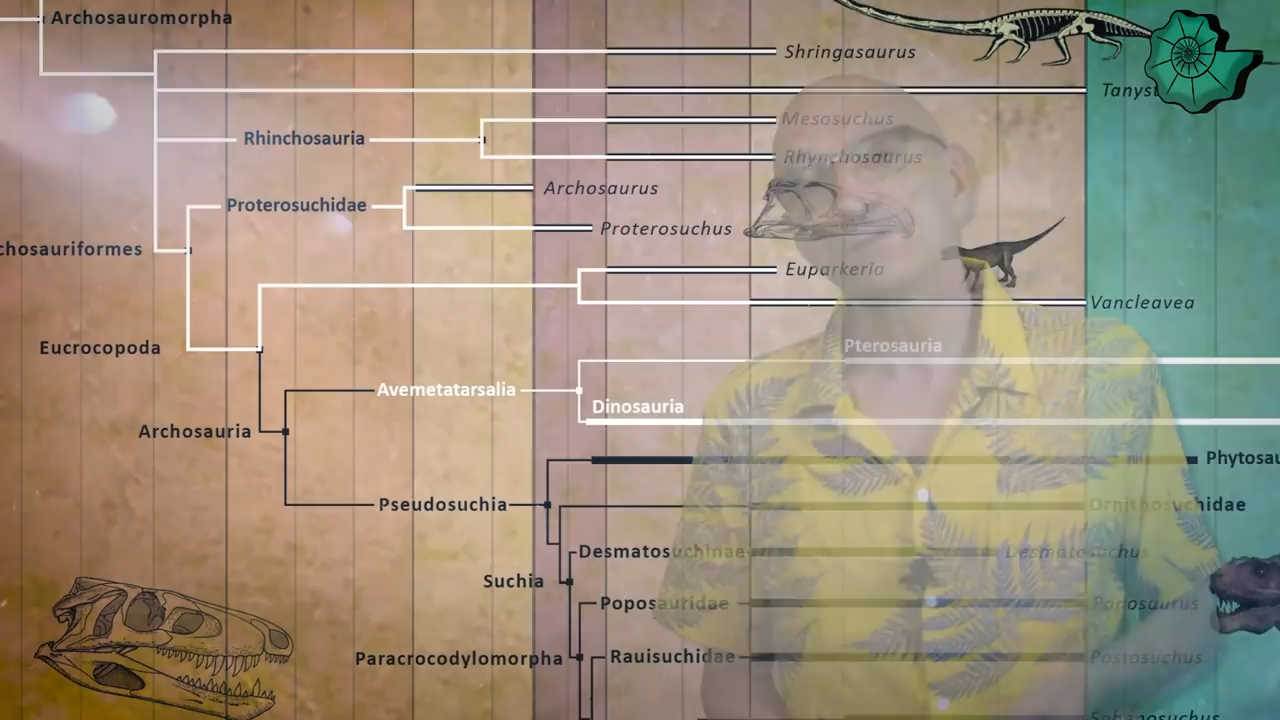 Archosauromorpha
Shringasaurus
Tanyst
Mesosuchus
Rhinchosauria
Rhynchosaurus
Archosaurus
Proterosuchidae
Proterosuchus
chosauriformes
Euparkeria
Vancleavea
Eucrocopoda
Pterosauria
Avemetatarsalia
Dinosauria
Archosauria
Phytosau
Pseudosuchia
Ornithosuchidae
Desmatosuchinae
Desmatosuchus
Suchia
Poposauridae
Poposaurus
Paracrocodylomorpha
Rauisuchidae
Postosuchus